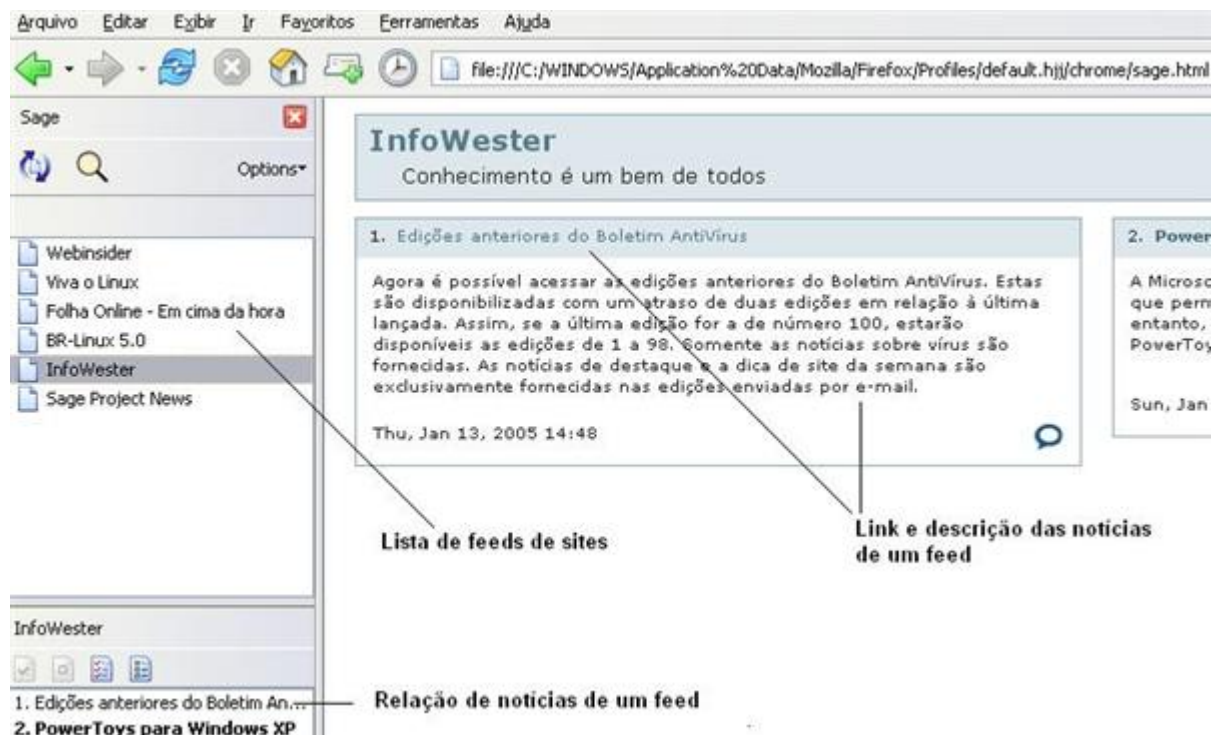 Arquivo Editar Exibir Ir Favoritos Ferramentas Ajuda
file:///C:/WINDOWS/Application%20Data/Mozilla/Firefox/Profiles/default.hjj/chrome/sage.html
Sage
Options
Webinsider
Viva o Linux
Folha Online - Em cima da hora
BR-Linux 5.0
InfoWester
Sage Project News
InfoWester
Conhecimento é um bem de todos
1. Edições anteriores do Boletim AntiVírus
Agora é possível acessar as edições anteriores do Boletim AntiVírus. Estas
são disponibilizadas com um atraso de duas edições em relação à última
lançada. Assim, se a última edição for a de número 100, estarão
disponíveis as edições de 1 a 98. Somente as notícias sobre vírus são
fornecidas. As notícias de destaque e a dica de site da semana são
exclusivamente fornecidas nas edições enviadas por e-mail.
Thu, Jan 13, 2005 14:48
2. Power
A Microso
que perm
entanto,
PowerToy
Sun, Jan
Lista de feeds de sites
Link e descrição das notícias
de um feed
InfoWester
1. Edições anteriores do Boletim An...
2. PowerToys para Windows XP
Relação de notícias de um feed